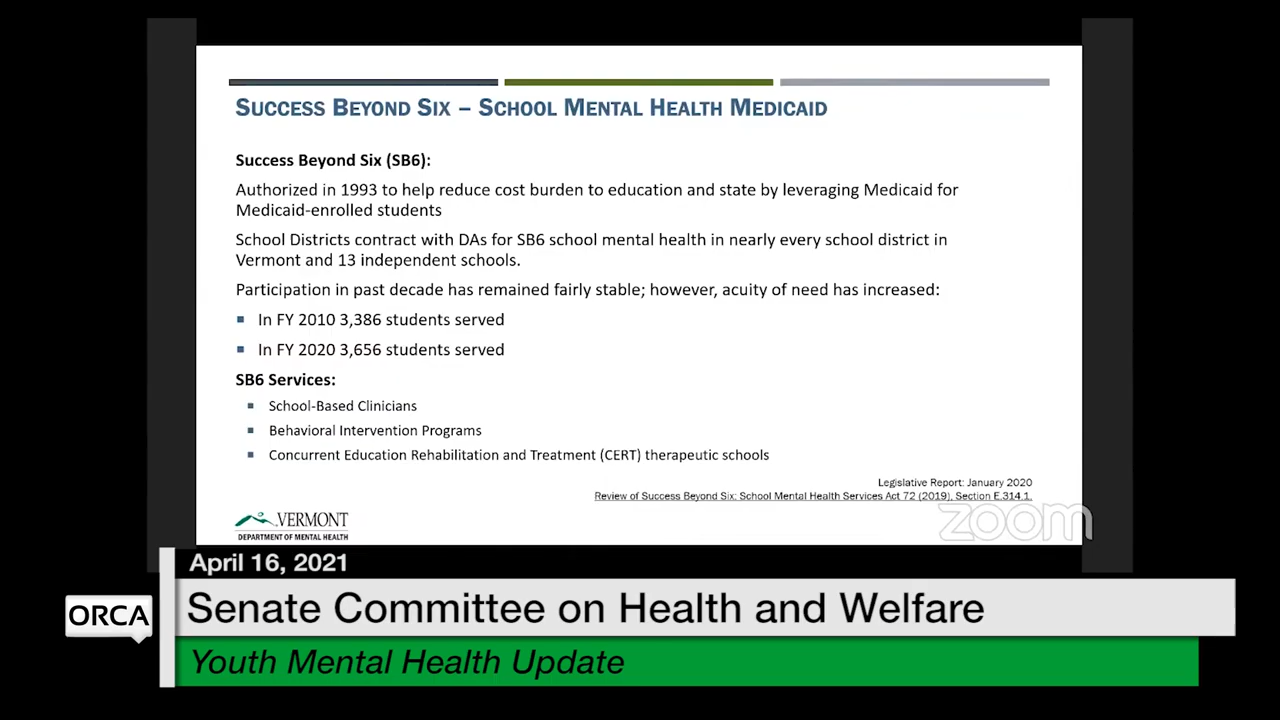 SUCCESS BEYOND SIX – SCHOOL MENTAL HEALTH MEDICAID
Success Beyond Six (SB6):
Authorized in 1993 to help reduce cost burden to education and state by leveraging Medicaid for
Medicaid-enrolled students
School Districts contract with DAs for SB6 school mental health in nearly every school district in
Vermont and 13 independent schools.
Participation in past decade has remained fairly stable; however, acuity of need has increased:
In FY 2010 3,386 students served
In FY 2020 3,656 students served
SB6 Services:
School-Based Clinicians
Behavioral Intervention Programs
Concurrent Education Rehabilitation and Treatment (CERT) therapeutic schools
Legislative Report: January 2020
Review of Success Beyond Six: School Mental Health Services Act 72 (2019), Section E.314.1.
VERMONT
DEPARTMENT OF MENTAL HEALTH
zoom
April 16, 2021
ORCA
Senate Committee on Health and Welfare
Youth Mental Health Update